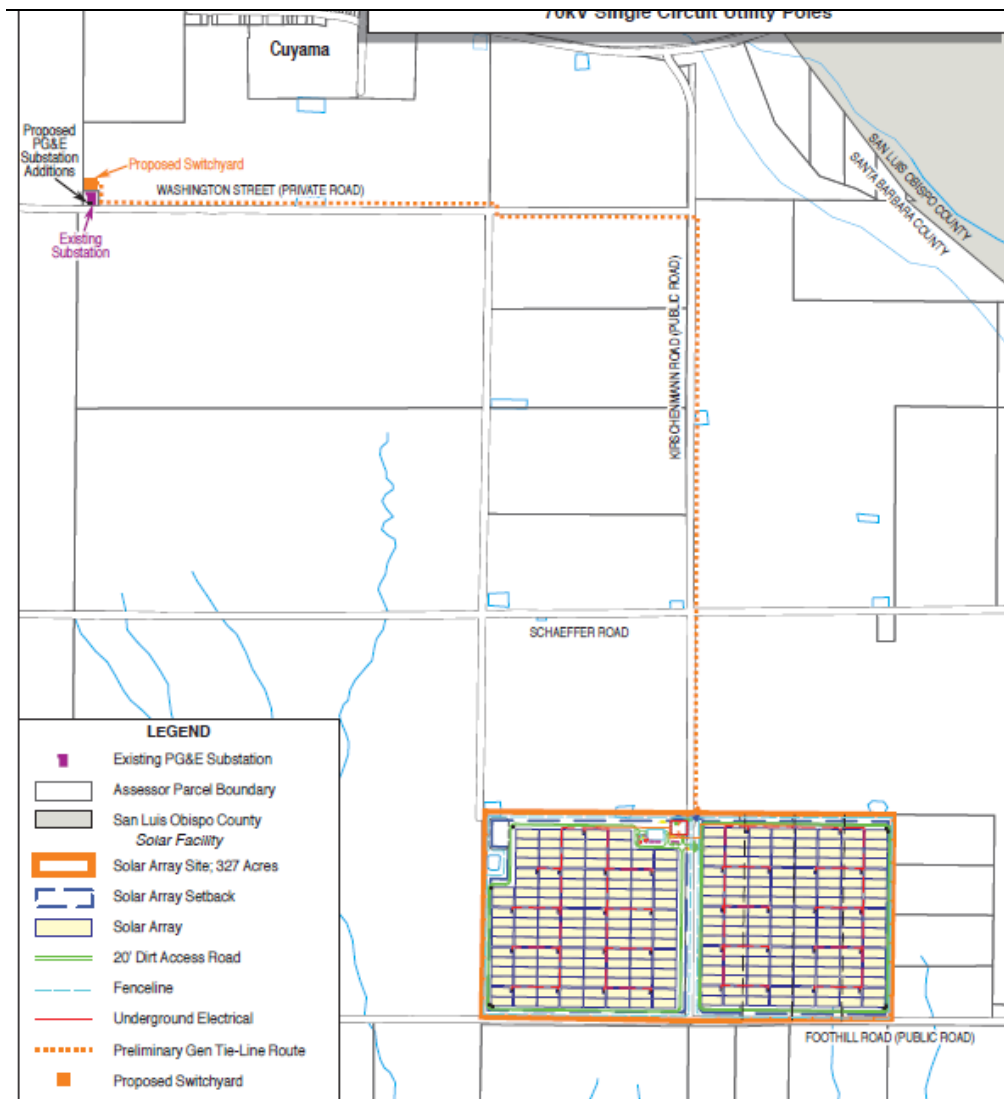 70kV Single Circuit Utility Poles
Cuyama
Proposed
PG&E
Substation
Additions
Proposed Switchyard
WASHINGTON STREET (PRIVATE ROAD)
Existing
Substation
SAN LUIS OBISPO COUNTY
SANTA BARBARA COUNTY
KIRSCHENMANN ROAD (PUBLIC ROAD)
SCHAEFFER ROAD
LEGEND
Existing PG&E Substation
Assessor Parcel Boundary
San Luis Obispo County
Solar Facility
Solar Array Site; 327 Acres
Solar Array Setback
Solar Array
20' Dirt Access Road
Fenceline
Underground Electrical
Preliminary Gen Tie-Line Route
Proposed Switchyard
FOOTHILL ROAD (PUBLIC ROAD)